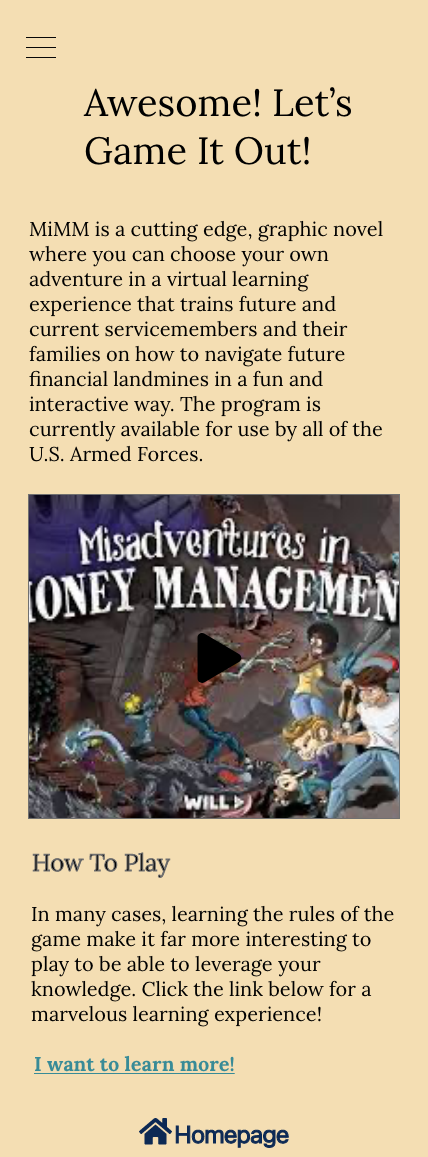 Awesome! Let’s
Game It Out!
MiMM is a cutting edge, graphic novel
where you can choose your own
adventure in a virtual learning
experience that trains future and
current servicemembers and their
families on how to navigate future
financial landmines in a fun and
interactive way. The program is
currently available for use by all of the
U.S. Armed Forces.
Misadventures in
MONEY MANAGEMEN
WILL
How To Play
In many cases, learning the rules of the
game make it far more interesting to
play to be able to leverage your
knowledge. Click the link below for a
marvelous learning experience!
I want to learn more!
Homepage